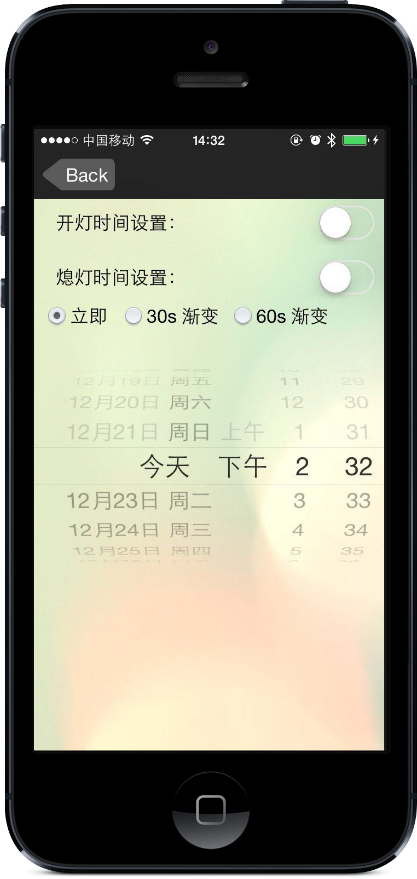 中国移动 14:32
Back
开灯时间设置：
熄灯时间设置：
立即 30s 渐变 60s 渐变
12月19日 周五 11 29
12月20日 周六 12 30
12月21日 周日 上午 1 31
今天 下午 2 32
12月23日 周二 3 33
12月24日 周三 4 34
12月25日 周四 5 35